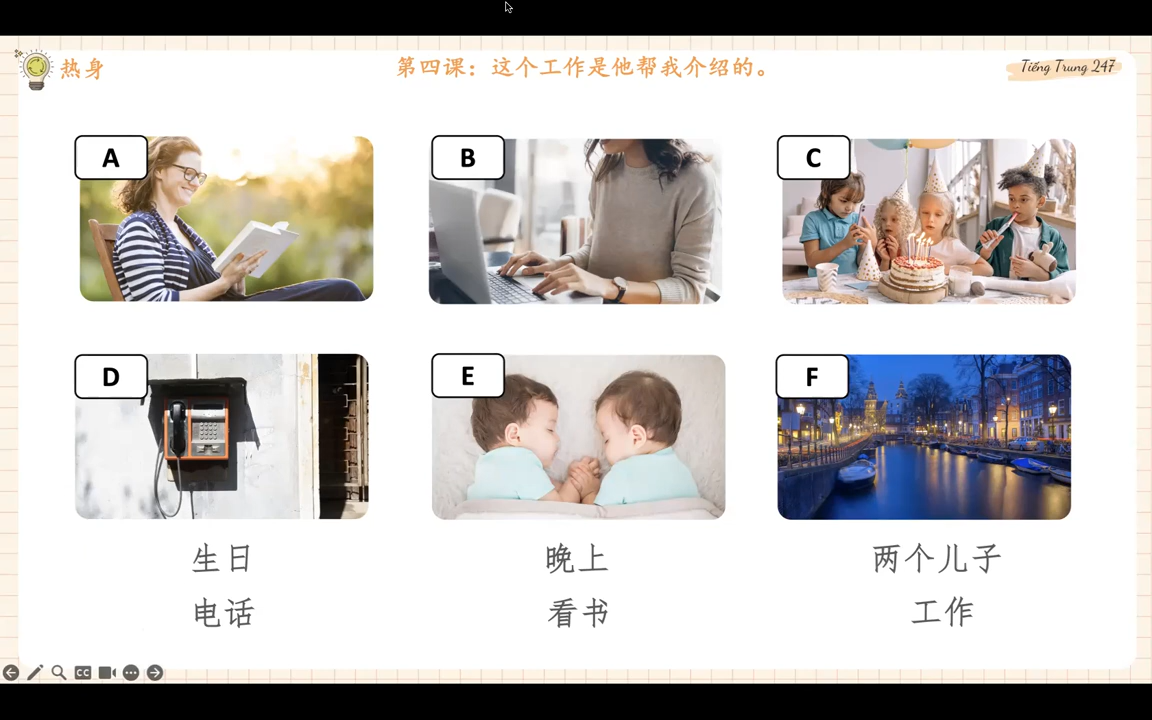 热身
第四课：这个工作是他帮我介绍的。
Tiếng Trung 247
A
B
C
D
E
F
生日
晚上
两个儿子
电话
看书
工作
CC